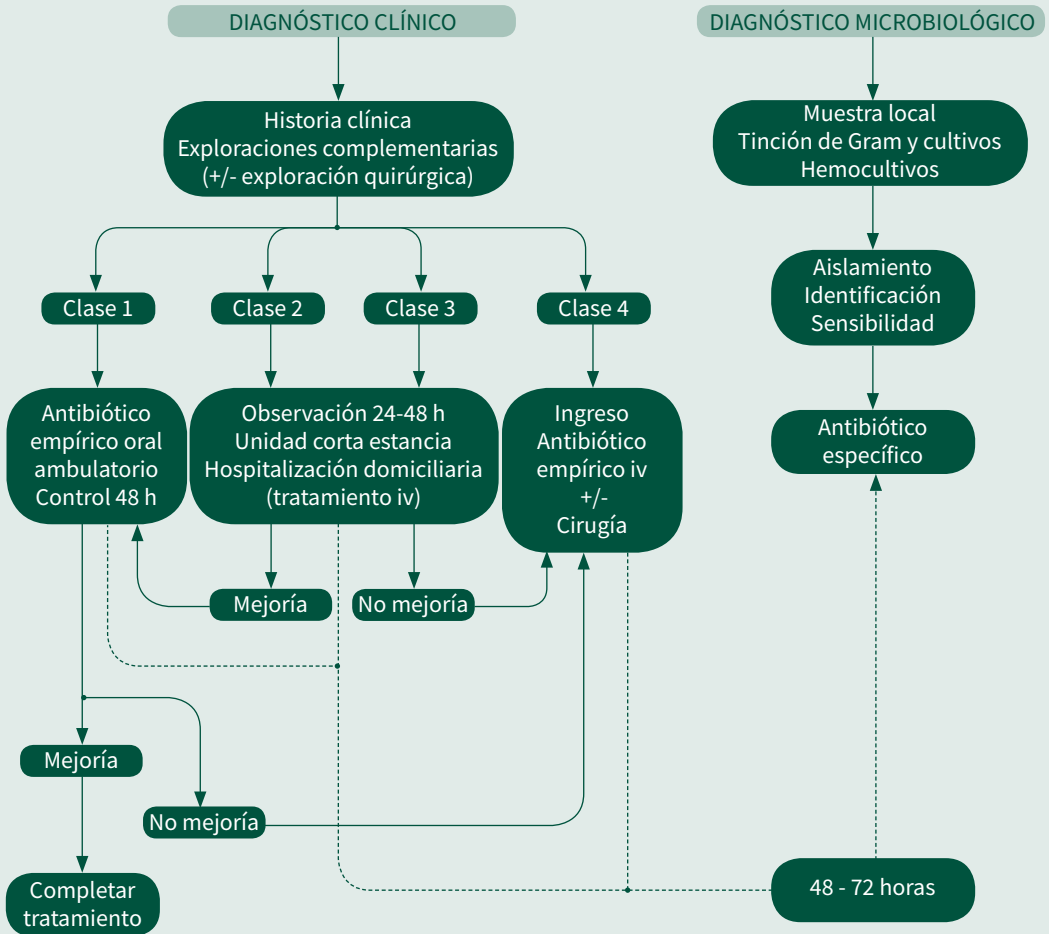 DIAGNÓSTICO CLÍNICO
Historia clínica
Exploraciones complementarias
(+/- exploración quirúrgica)
Clase 1
Clase 2
Clase 3
Clase 4
Antibiótico
empírico oral
ambulatorio
Control 48 h
Observación 24-48 h
Unidad corta estancia
Hospitalización domiciliaria
(tratamiento iv)
Ingreso
Antibiótico
empírico iv
+/-
Cirugía
Mejoría
No mejoría
Mejoría
No mejoría
Completar
tratamiento
DIAGNÓSTICO MICROBIOLÓGICO
Muestra local
Tinción de Gram y cultivos
Hemocultivos
Aislamiento
Identificación
Sensibilidad
Antibiótico
específico
48 - 72 horas